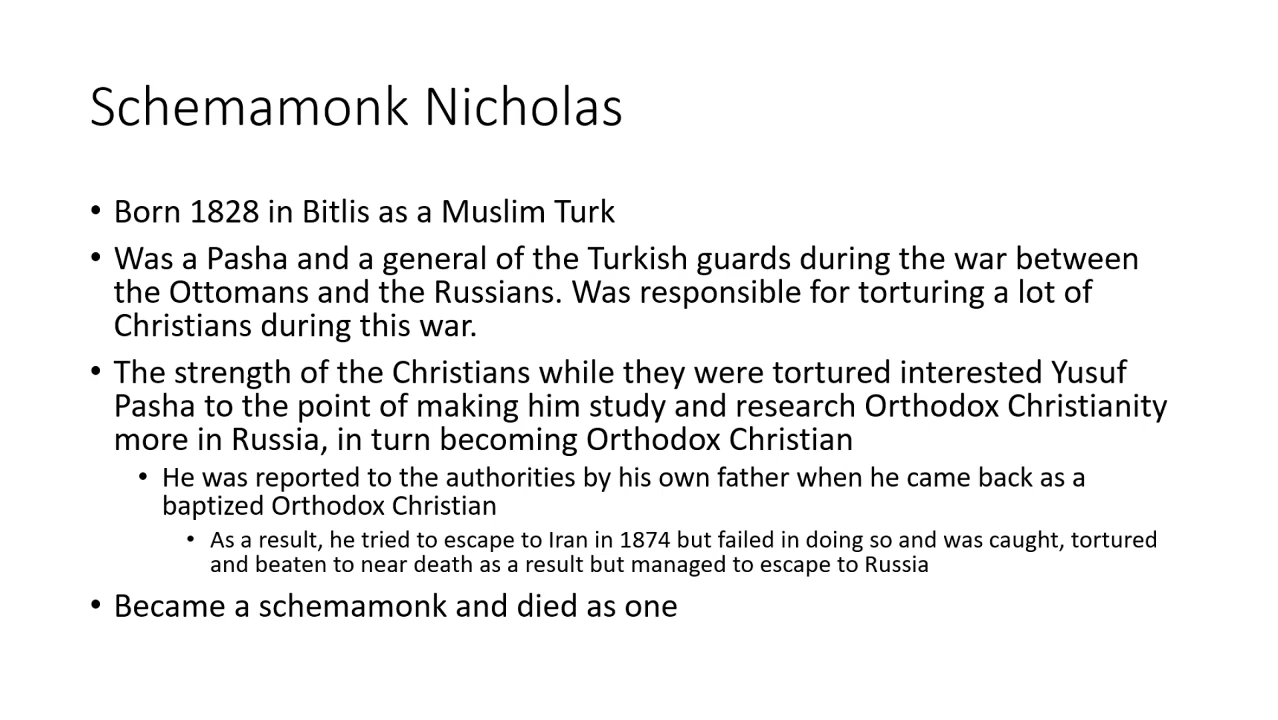 Schemamonk Nicholas
• Born 1828 in Bitlis as a Muslim Turk
• Was a Pasha and a general of the Turkish guards during the war between
the Ottomans and the Russians. Was responsible for torturing a lot of
Christians during this war.
• The strength of the Christians while they were tortured interested Yusuf
Pasha to the point of making him study and research Orthodox Christianity
more in Russia, in turn becoming Orthodox Christian
• He was reported to the authorities by his own father when he came back as a
baptized Orthodox Christian
• As a result, he tried to escape to Iran in 1874 but failed in doing so and was caught, tortured
and beaten to near death as a result but managed to escape to Russia
• Became a schemamonk and died as one